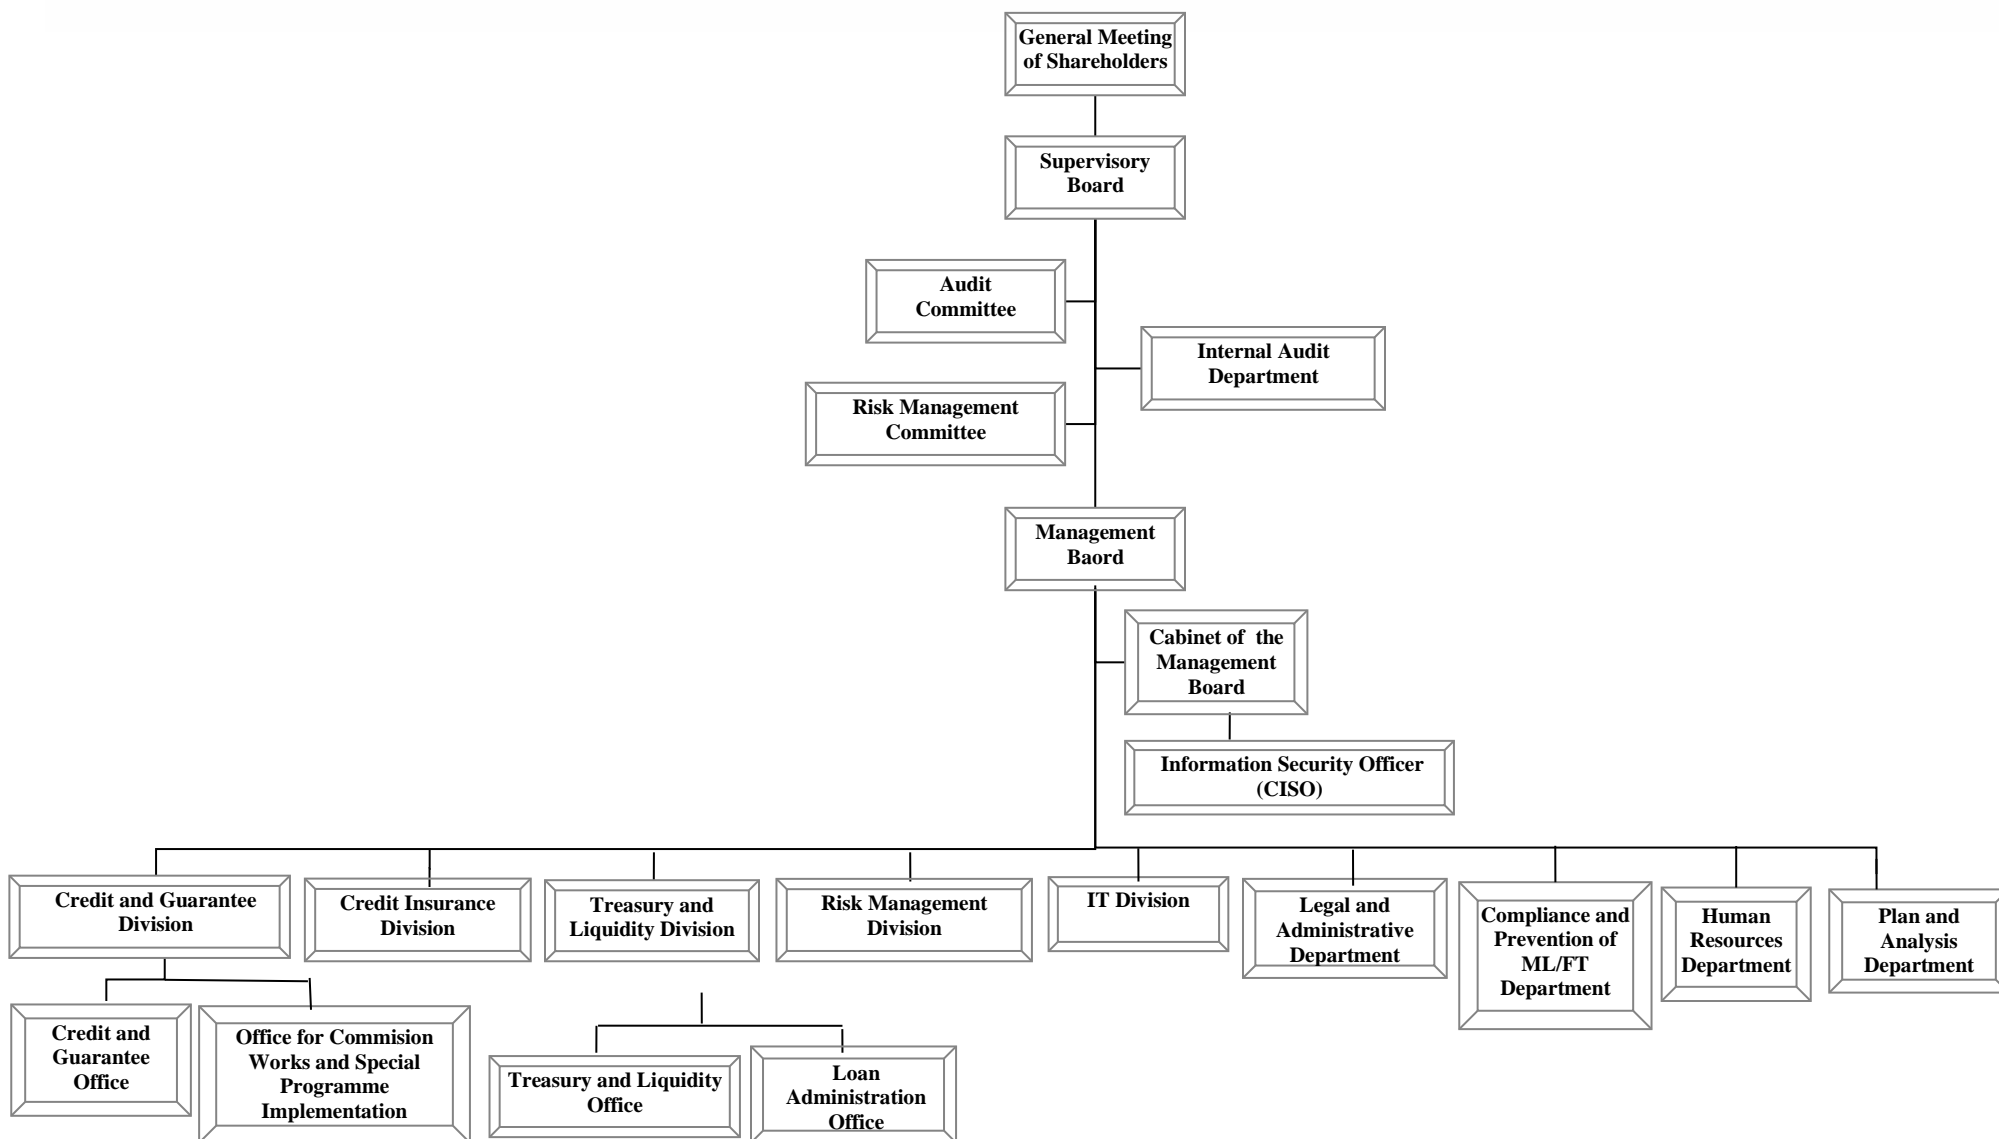 General Meeting
of Shareholders
Supervisory
Board
Audit
Committee
Internal Audit
Department
Risk Management
Committee
Management
Baord
Cabinet of  the
Management
Board
Information Security Officer
(CISO)
Credit and Guarantee
Division
Credit Insurance
Division
Treasury and
Liquidity Division
Risk Management
Division
IT Division
Legal and
Administrative
Department
Compliance and
Prevention of
ML/FT
Department
Human
Resources
Department
Plan and
Analysis
Department
Credit and
Guarantee
Office
Office for Commision
Works and Special
Programme
Implementation
Treasury and Liquidity
Office
Loan
Administration
Office